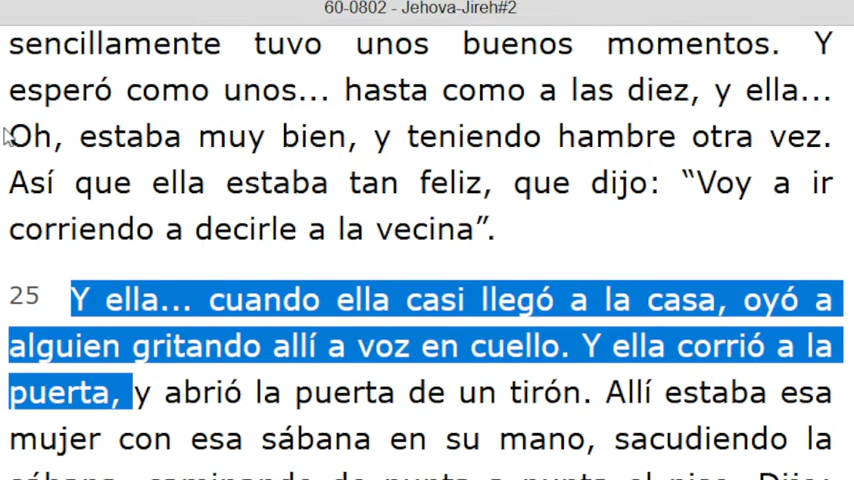 60-0802 - Jehova-Jireh#2
sencillamente tuvo unos buenos momentos. Y
esperó como unos... hasta como a las diez, y ella...
Oh, estaba muy bien, y teniendo hambre otra vez.
Así que ella estaba tan feliz, que dijo: “Voy a ir
corriendo a decirle a la vecina”.
25 Y ella... cuando ella casi llegó a la casa, oyó a
alguien gritando allí a voz en cuello. Y ella corrió a la
puerta, y abrió la puerta de un tirón. Allí estaba esa
mujer con esa sábana en su mano, sacudiendo la